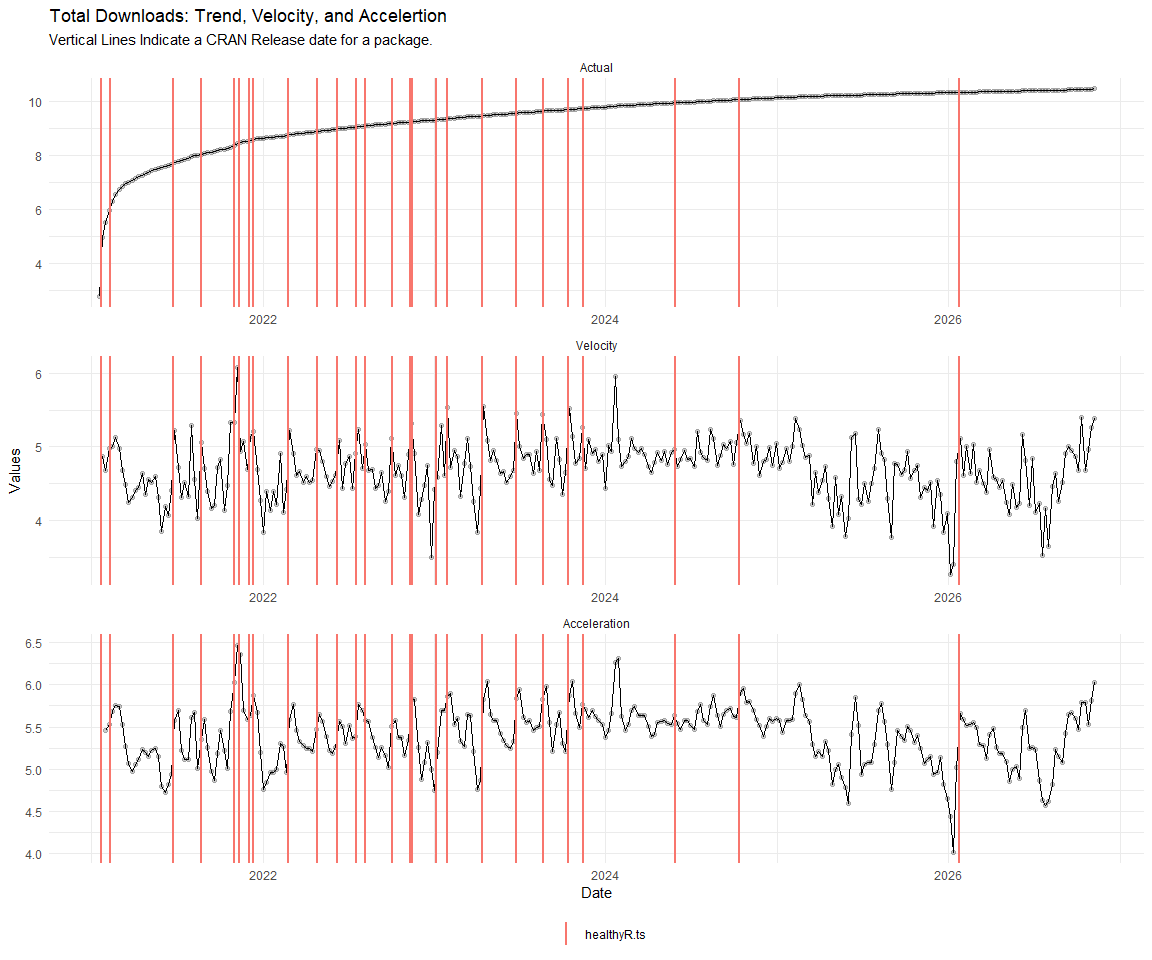 Total Downloads: Trend, Velocity, and Accelertion
Vertical Lines Indicate a CRAN Release date for a package.
Actual
10
8
6
4
2022
2024
2026
Velocity
6
5
4
2022
2024
2026
Values
Acceleration
6.5
6.0
5.5
5.0
4.5
4.0
2022
2024
2026
Date
healthyR.ts